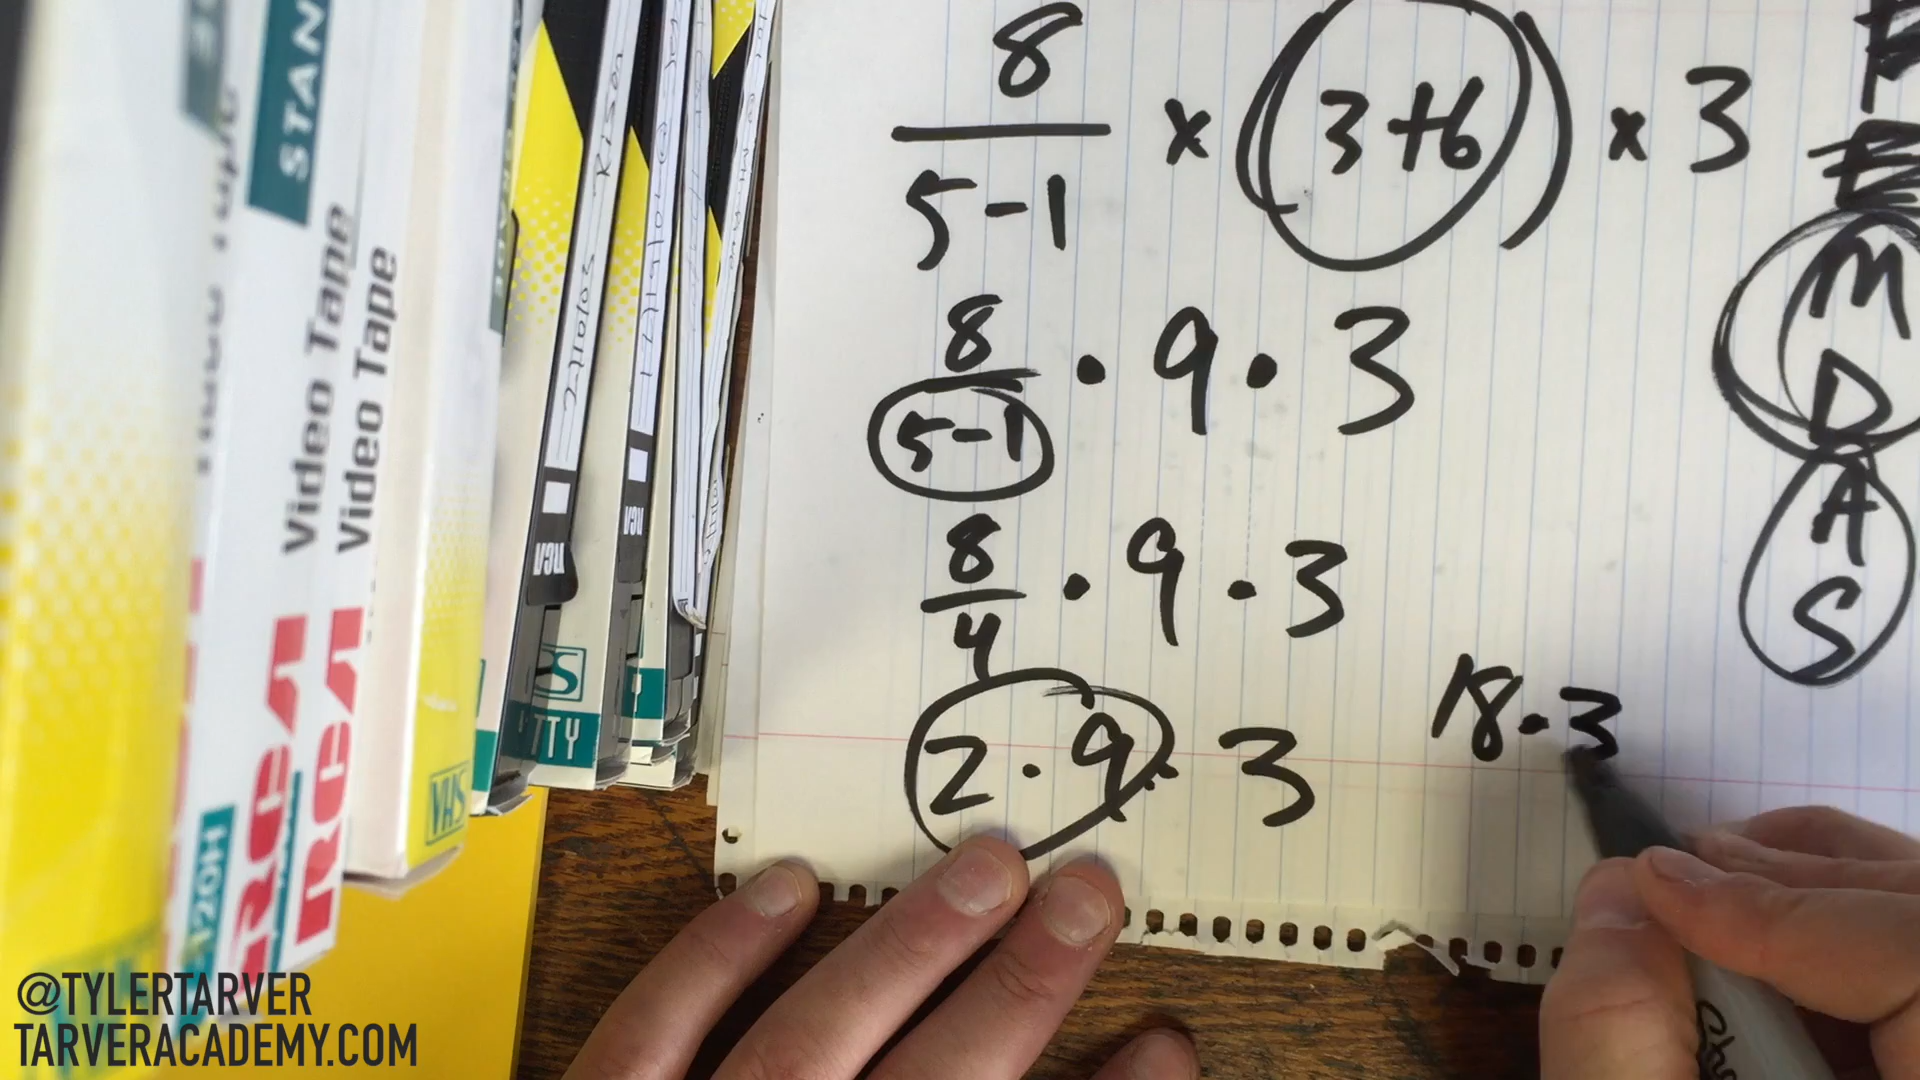 8
5-1 x (3+6) x 3
8
5-1 · 9 · 3
8
4 · 9 · 3
2 · 9 · 3
18 · 3
E
M
D
A
S
STAN
Video Tape
Video Tape
RCA
RCA
VHS
T-120H
RCA
RCA
@TYLERTARVER
TARVERACADEMY.COM